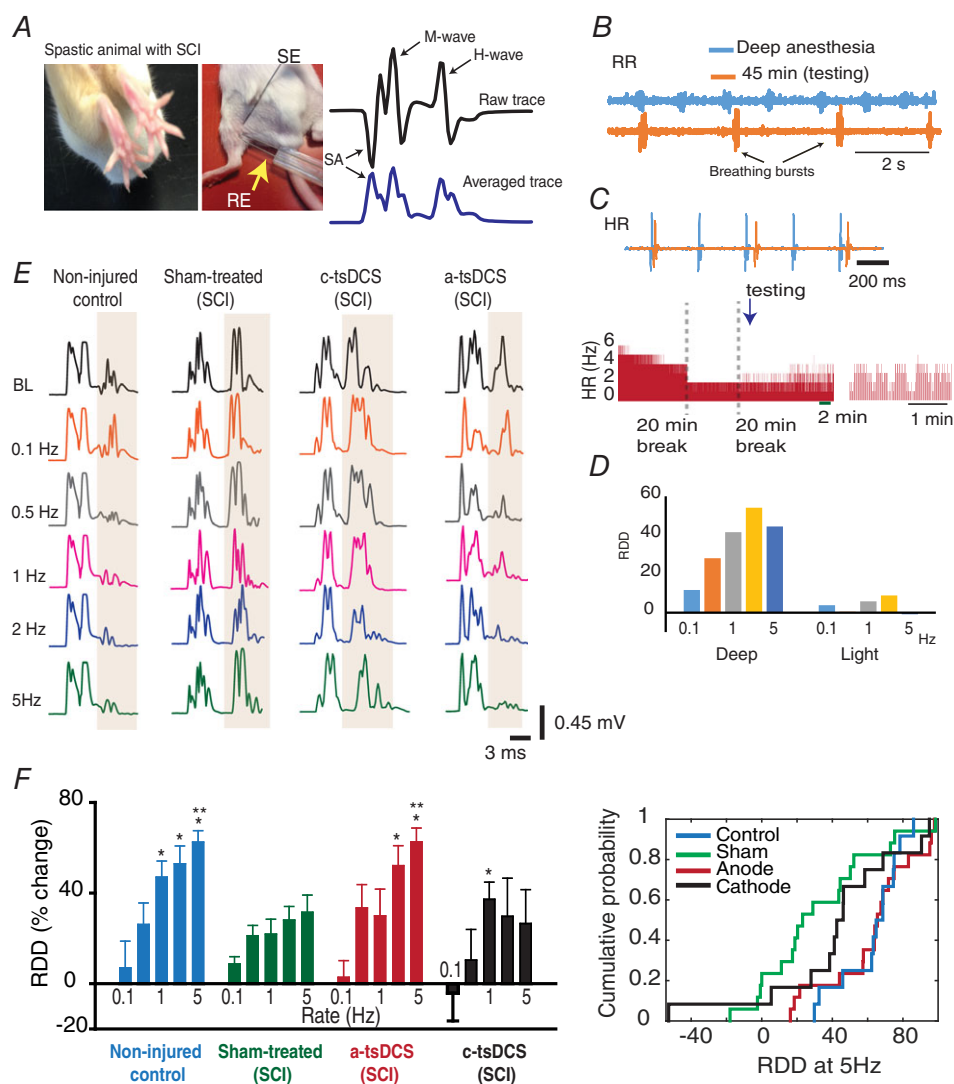 A
Spastic animal with SCI
SE
RE
M-wave
H-wave
Raw trace
SA
Averaged trace
B
RR
Deep anesthesia
45 min (testing)
Breathing bursts
2 s
C
HR
200 ms
testing
HR (Hz)
6
4
2
0
20 min break
20 min break
2 min
1 min
D
RDD
60
40
20
0
0.1
1
5
0.1
1
5
Hz
Deep
Light
E
Non-injured control
Sham-treated (SCI)
c-tsDCS (SCI)
a-tsDCS (SCI)
BL
0.1 Hz
0.5 Hz
1 Hz
2 Hz
5Hz
0.45 mV
3 ms
F
RDD (% change)
80
40
0
-20
*
*
**
*
*
**
*
*
0.1
1
5
0.1
1
5
0.1
1
5
0.1
1
5
Rate (Hz)
Non-injured control
Sham-treated (SCI)
a-tsDCS (SCI)
c-tsDCS (SCI)
Cumulative probability
1
0.8
0.6
0.4
0.2
0
Control
Sham
Anode
Cathode
-40
0
40
80
RDD at 5Hz